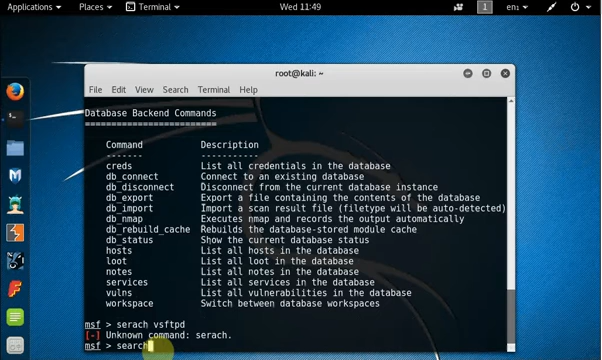 Applications Places Terminal Wed 11:49 1 en₁
root@kali: ~
File Edit View Search Terminal Help
Database Backend Commands
=========================
Command Description
------- -----------
creds List all credentials in the database
db_connect Connect to an existing database
db_disconnect Disconnect from the current database instance
db_export Export a file containing the contents of the database
db_import Import a scan result file (filetype will be auto-detected)
db_nmap Executes nmap and records the output automatically
db_rebuild_cache Rebuilds the database-stored module cache
db_status Show the current database status
hosts List all hosts in the database
loot List all loot in the database
notes List all notes in the database
services List all services in the database
vulns List all vulnerabilities in the database
workspace Switch between database workspaces
msf > serach vsftpd
[-] Unknown command: serach.
msf > search